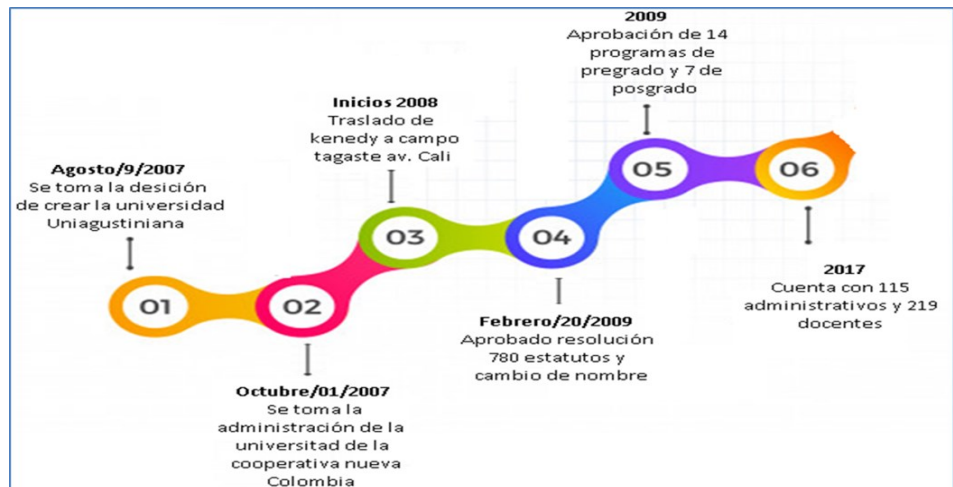 Agosto/9/2007
Se toma la desición
de crear la universidad
Uniagustiniana
01
Octubre/01/2007
Se toma la
administración de la
universitad de la
cooperativa nueva
Colombia
02
Inicios 2008
Traslado de
kenedy a campo
tagaste av. Cali
03
Febrero/20/2009
Aprobado resolución
780 estatutos y
cambio de nombre
04
2009
Aprobación de 14
programas de
pregrado y 7 de
posgrado
05
2017
Cuenta con 115
administrativos y 219
docentes
06